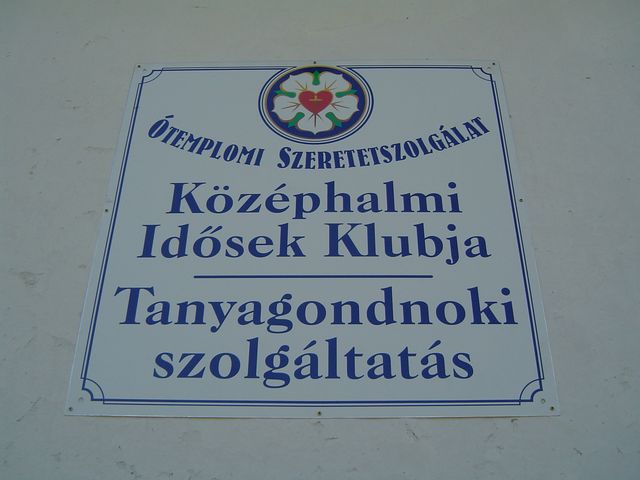 Ótemplomi Szeretetszolgálat
Középhalmi
Idősek Klubja
Tanyagondnoki
szolgáltatás